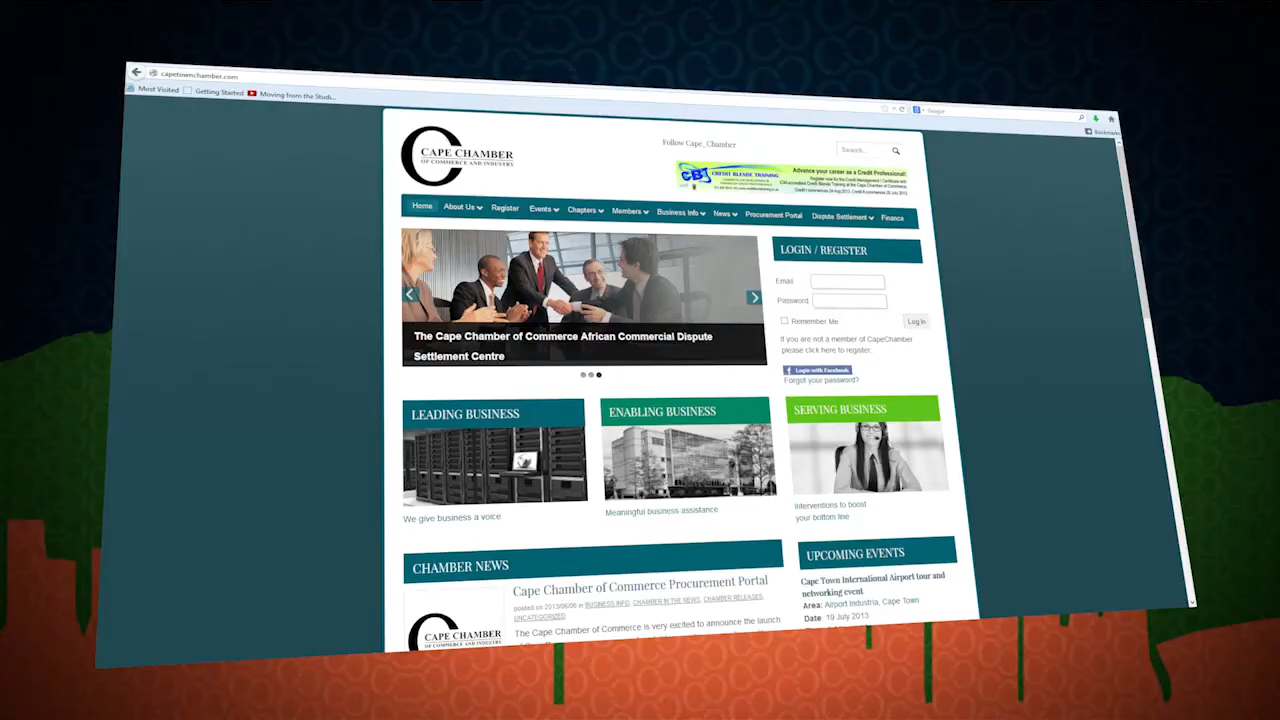 capetownchamber.com
Google
Most Visited Getting Started Moving from the Studi...
Bookmarks
CAPE CHAMBER
OF COMMERCE AND INDUSTRY
Follow Cape_Chamber
Search...
CREDIT BLENDE TRAINING
Advance your career as a Credit Professional!
Home About Us Register Events Chapters Members Business Info News Procurement Portal Dispute Settlement Finance
The Cape Chamber of Commerce African Commercial Dispute
Settlement Centre
LOGIN / REGISTER
Email
Password
Remember Me
Log in
If you are not a member of CapeChamber
please click here to register.
Login with Facebook
Forgot your password?
LEADING BUSINESS
We give business a voice
ENABLING BUSINESS
Meaningful business assistance
SERVING BUSINESS
Interventions to boost
your bottom line
CHAMBER NEWS
CAPE CHAMBER
OF COMMERCE AND INDUSTRY
Cape Chamber of Commerce Procurement Portal
posted on 2013/06/06 in BUSINESS INFO, CHAMBER IN THE NEWS, CHAMBER RELEASES,
UNCATEGORIZED
The Cape Chamber of Commerce is very excited to announce the launch
UPCOMING EVENTS
Cape Town International Airport tour and
networking event
Area: Airport Industria, Cape Town
Date: 19 July 2013